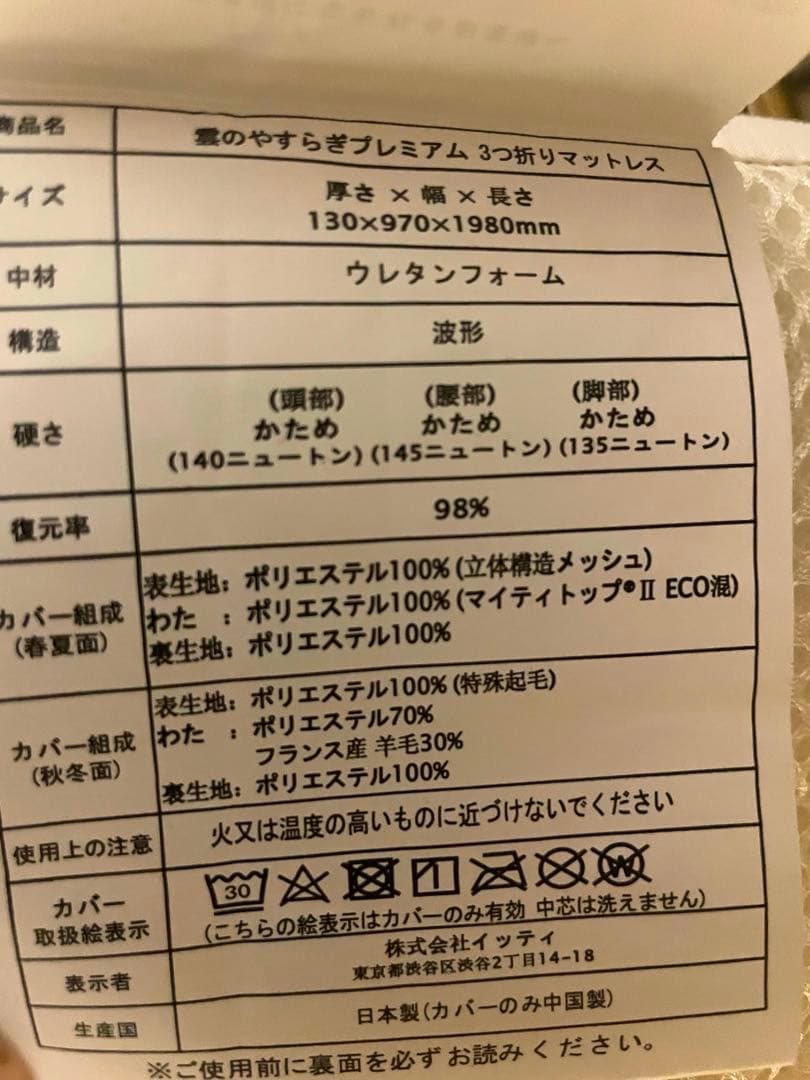 商品名 雲のやすらぎプレミアム 3つ折りマットレス
サイズ 厚さ × 幅 × 長さ
130×970×1980mm
中材 ウレタンフォーム
構造 波形
硬さ (頭部) (腰部) (脚部)
かため かため かため
(140ニュートン) (145ニュートン) (135ニュートン)
復元率 98%
カバー組成
(春夏面)
表生地: ポリエステル100% (立体構造メッシュ)
わた : ポリエステル100% (マイティトップ®Ⅱ ECO混)
裏生地: ポリエステル100%
カバー組成
(秋冬面)
表生地: ポリエステル100% (特殊起毛)
わた : ポリエステル70%
フランス産 羊毛30%
裏生地: ポリエステル100%
使用上の注意 火又は温度の高いものに近づけないでください
カバー
取扱絵表示
30 W
(こちらの絵表示はカバーのみ有効 中芯は洗えません)
表示者 株式会社イッティ
東京都渋谷区渋谷2丁目14-18
生産国 日本製(カバーのみ中国製)
※ご使用前に裏面を必ずお読みください。